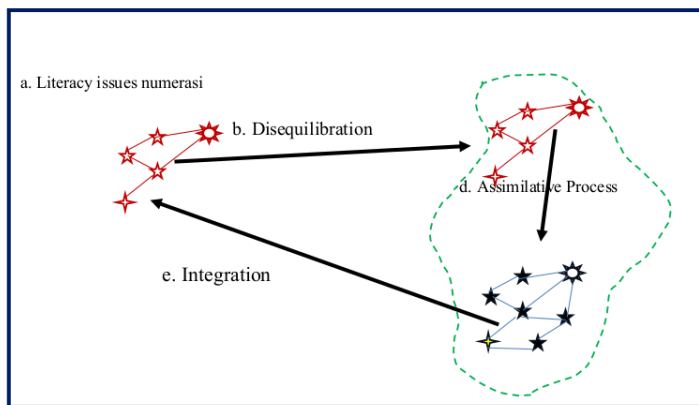 a. Literacy issues numerasi
b. Disequilibration
d. Assimilative Process
e. Integration